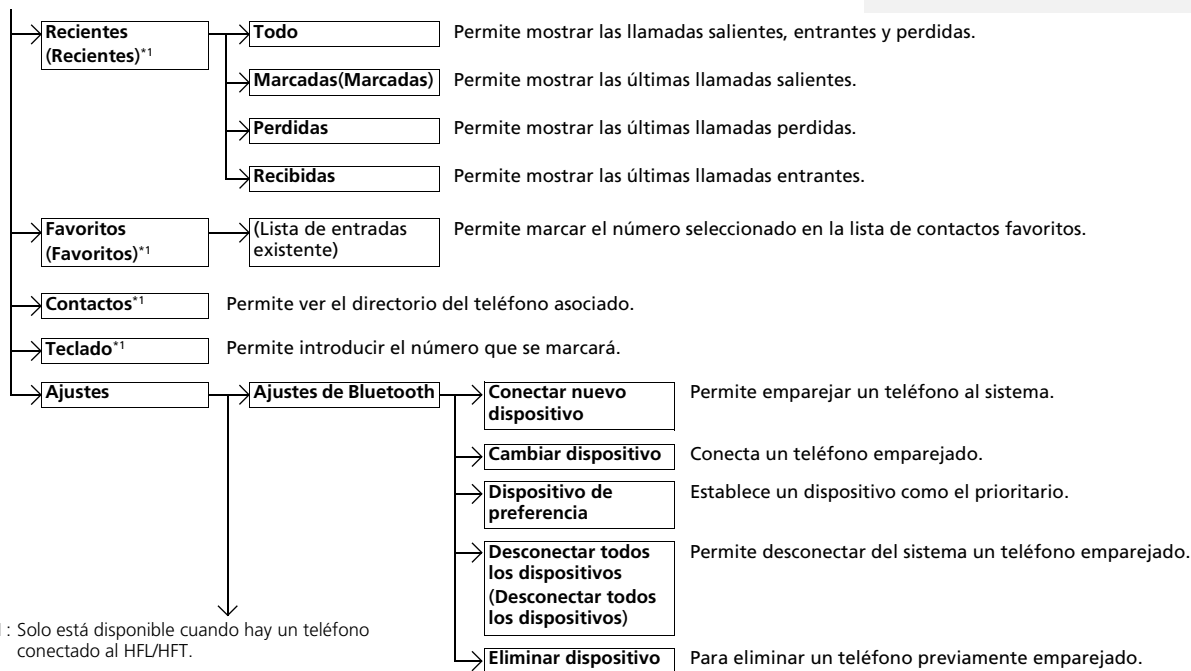 Recientes
(Recientes)*1
Todo
Permite mostrar las llamadas salientes, entrantes y perdidas.
Marcadas(Marcadas)
Permite mostrar las últimas llamadas salientes.
Perdidas
Permite mostrar las últimas llamadas perdidas.
Recibidas
Permite mostrar las últimas llamadas entrantes.
Favoritos
(Favoritos)*1
(Lista de entradas
existente)
Permite marcar el número seleccionado en la lista de contactos favoritos.
Contactos*1
Permite ver el directorio del teléfono asociado.
Teclado*1
Permite introducir el número que se marcará.
Ajustes
Ajustes de Bluetooth
Conectar nuevo
dispositivo
Permite emparejar un teléfono al sistema.
Cambiar dispositivo
Conecta un teléfono emparejado.
Dispositivo de
preferencia
Establece un dispositivo como el prioritario.
Desconectar todos
los dispositivos
(Desconectar todos
los dispositivos)
Permite desconectar del sistema un teléfono emparejado.
Eliminar dispositivo
Para eliminar un teléfono previamente emparejado.
: Solo está disponible cuando hay un teléfono
conectado al HFL/HFT.